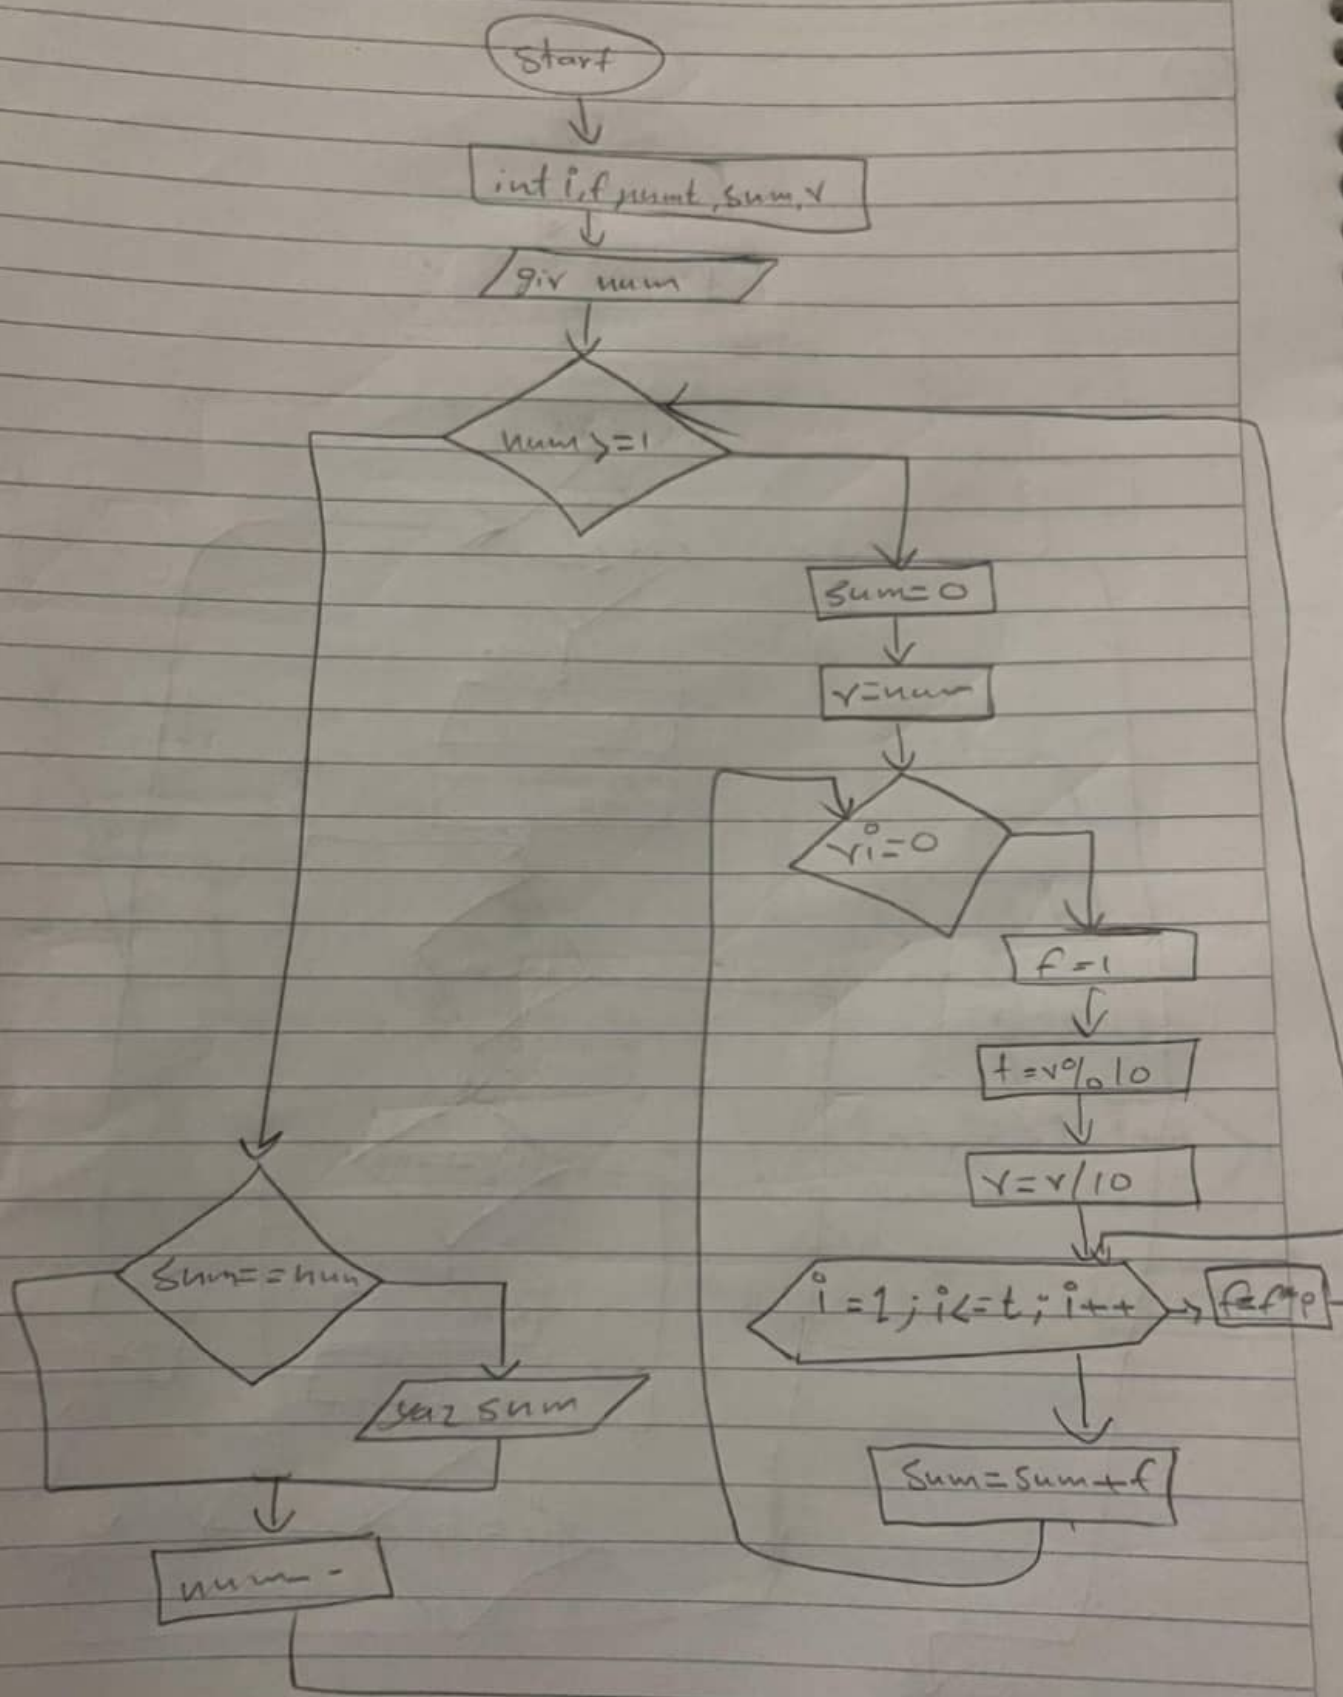 start
int i,f,numt,sum,r
gir num
num >=1
sum=0
r=num
r!=0
f=1
t=r%10
r=r/10
i=1; i<=t; i++
f=f*i
sum=sum+f
sum==num
yaz sum
num--